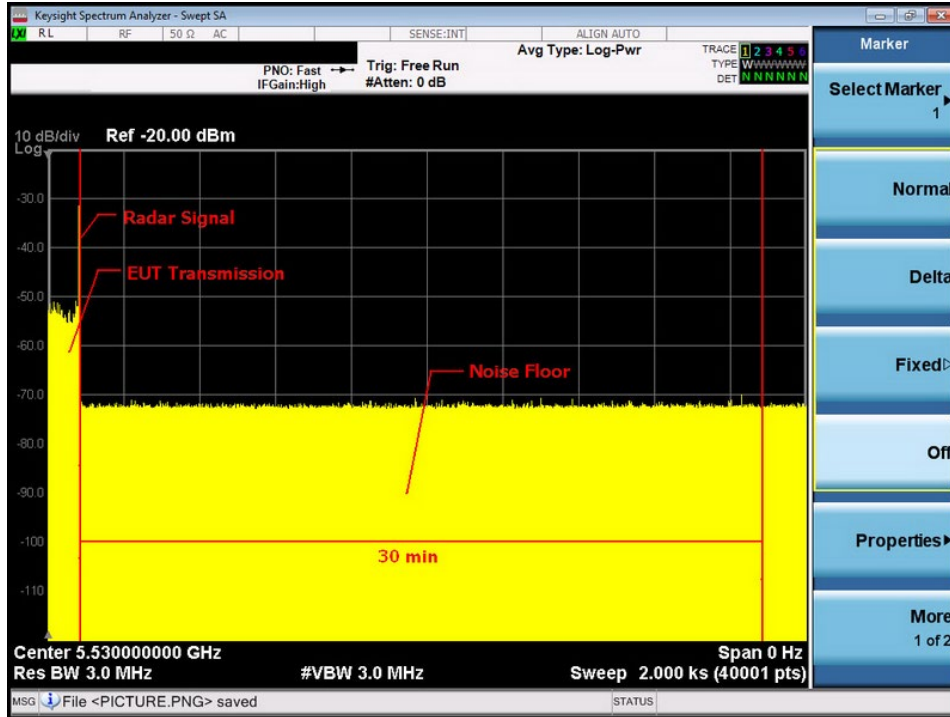 Keysight Spectrum Analyzer - Swept SA
LXI RL RF 50 Ω AC SENSE:INT ALIGN AUTO
Avg Type: Log-Pwr
TRACE 1 2 3 4 5 6
TYPE WWWWWW
DET N N N N N N
PNO: Fast
IFGain:High
Trig: Free Run
#Atten: 0 dB
10 dB/div
Log
Ref -20.00 dBm
-30.0
-40.0
-50.0
-60.0
-70.0
-80.0
-90.0
-100
-110
Radar Signal
EUT Transmission
Noise Floor
30 min
Center 5.530000000 GHz
Span 0 Hz
Res BW 3.0 MHz
#VBW 3.0 MHz
Sweep 2.000 ks (40001 pts)
MSG
File <PICTURE.PNG> saved
STATUS
Marker
Select Marker
1
Normal
Delta
Fixed
Off
Properties
More
1 of 2